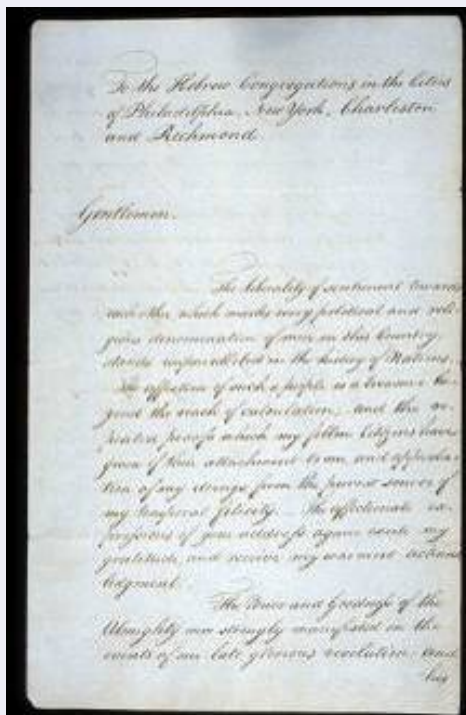 To the Hebrew Congregations in the Cities
of Philadelphia, New York, Charleston
and Richmond.
Gentlemen.
The liberality of sentiment towards
each other which marks every political and reli-
gious denomination of men in this Country
stands unparalleled in the history of Nations.
The affection of such a people is a treasure be-
yond the reach of calculation; and the re-
peated proofs which my fellow Citizens have
given of their attachment to me, and approba-
tion of my doings form the purest source of
my temporal felicity. The affectionate ex-
pressions of your address again excite my
gratitude, and receive my warmest acknow-
ledgment.
The Power and Goodness of the
Almighty were strongly manifested in the
events of our late glorious revolution; and
his